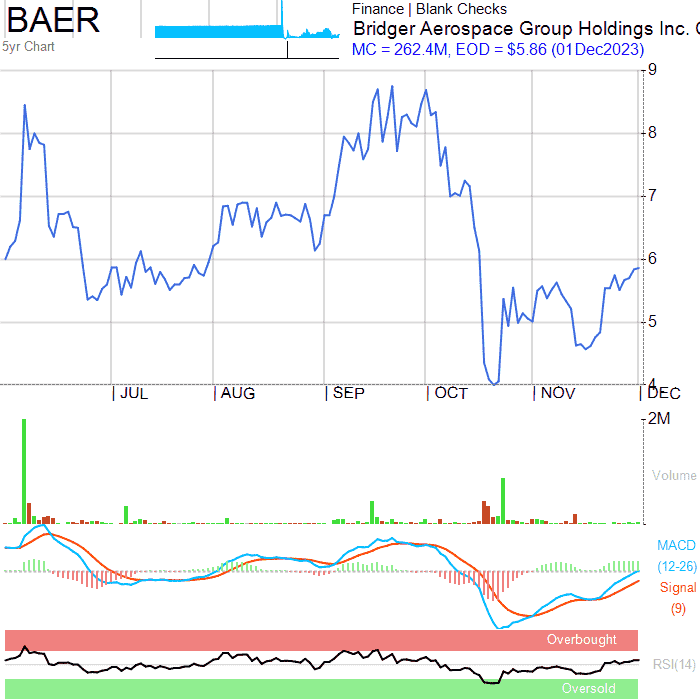 BAER
5yr Chart
Finance | Blank Checks
Bridger Aerospace Group Holdings Inc. C
MC = 262.4M, EOD = $5.86 (01Dec2023)
9
8
7
6
5
4
JUL
AUG
SEP
OCT
NOV
DEC
2M
Volume
MACD
(12-26)
Signal
(9)
Overbought
RSI(14)
Oversold